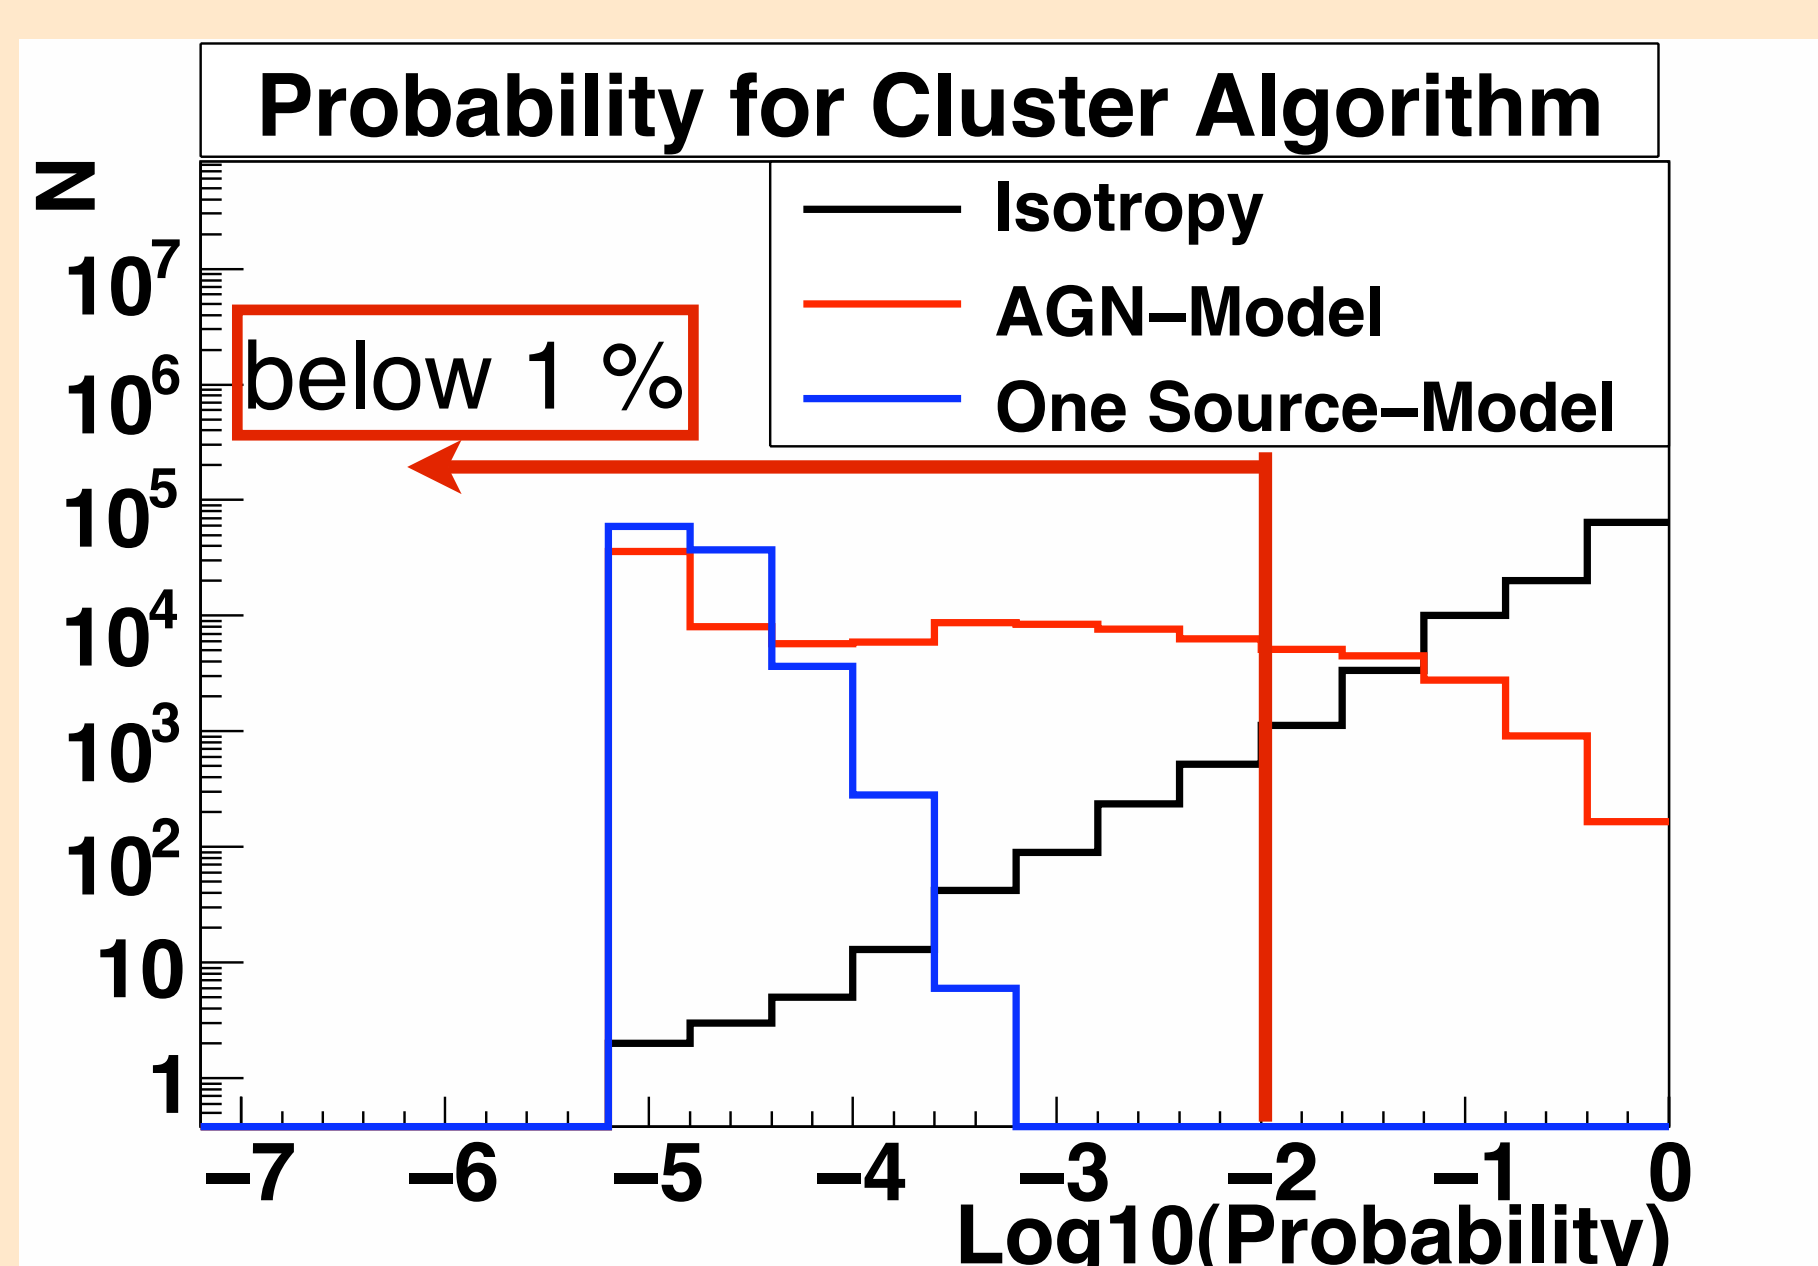 Probability for Cluster Algorithm
N
Isotropy
AGN−Model
One Source−Model
below 1 %
10^7
10^6
10^5
10^4
10^3
10^2
10
1
−7 −6 −5 −4 −3 −2 −1 0
Log10(Probability)